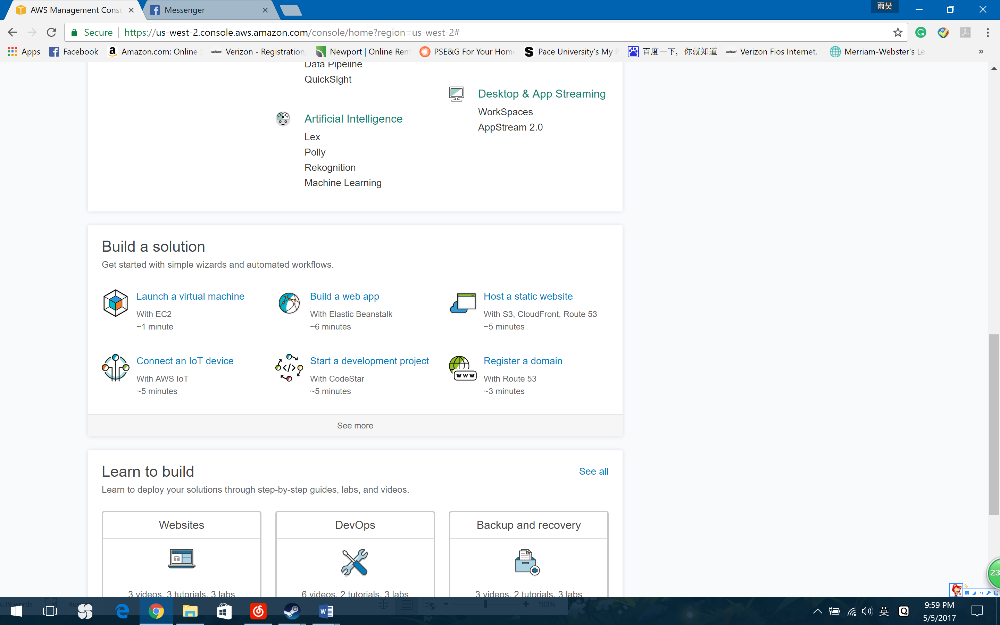 AWS Management Cons
Messenger
雨昊
Secure
https://us-west-2.console.aws.amazon.com/console/home?region=us-west-2#
Apps
Facebook
Amazon.com: Online S
Verizon - Registration,
Newport | Online Rent
PSE&G For Your Home
Pace University's My P
百度一下，你就知道
Verizon Fios Internet,
Merriam-Webster's Le
»
Data Pipeline
QuickSight
Artificial Intelligence
Lex
Polly
Rekognition
Machine Learning
Desktop & App Streaming
WorkSpaces
AppStream 2.0
Build a solution
Get started with simple wizards and automated workflows.
Launch a virtual machine
With EC2
~1 minute
Build a web app
With Elastic Beanstalk
~6 minutes
Host a static website
With S3, CloudFront, Route 53
~5 minutes
Connect an IoT device
With AWS IoT
~5 minutes
Start a development project
With CodeStar
~5 minutes
www
Register a domain
With Route 53
~3 minutes
See more
Learn to build
See all
Learn to deploy your solutions through step-by-step guides, labs, and videos.
Websites
3 videos, 3 tutorials, 3 labs
DevOps
6 videos, 2 tutorials, 3 labs
Backup and recovery
3 videos, 2 tutorials, 3 labs
23
英
639 words
100%
英
9:59 PM
5/5/2017